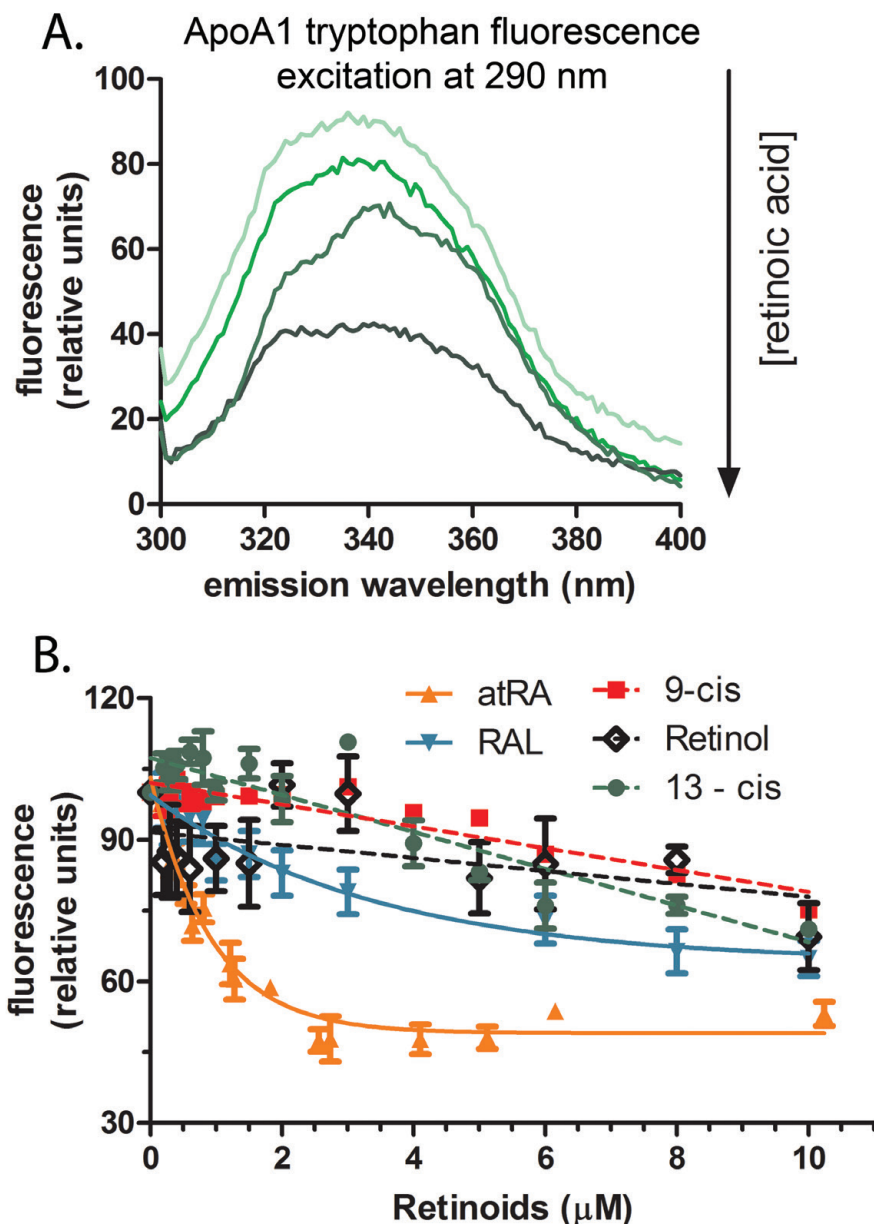 A.
ApoA1 tryptophan fluorescence
excitation at 290 nm
100
80
60
40
20
0
fluorescence
(relative units)
300 320 340 360 380 400
emission wavelength (nm)
[retinoic acid]
B.
120
90
60
30
fluorescence
(relative units)
atRA
RAL
9-cis
Retinol
13 - cis
0 2 4 6 8 10
Retinoids (μM)